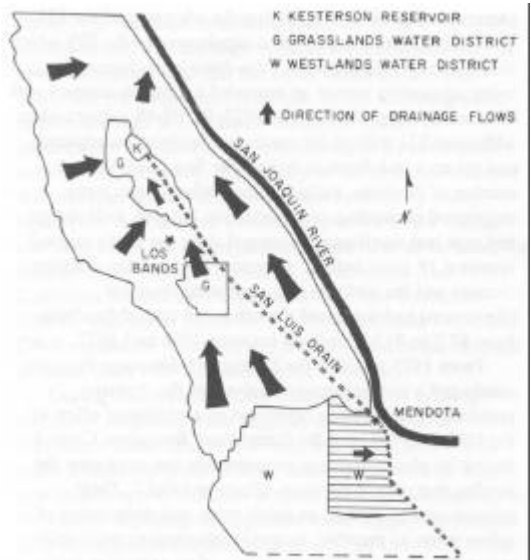 K KESTERSON RESERVOIR
G GRASSLANDS WATER DISTRICT
W WESTLANDS WATER DISTRICT
DIRECTION OF DRAINAGE FLOWS
SAN JOAQUIN RIVER
N
K
G
LOS
BANOS
G
SAN LUIS DRAIN
MENDOTA
W
W